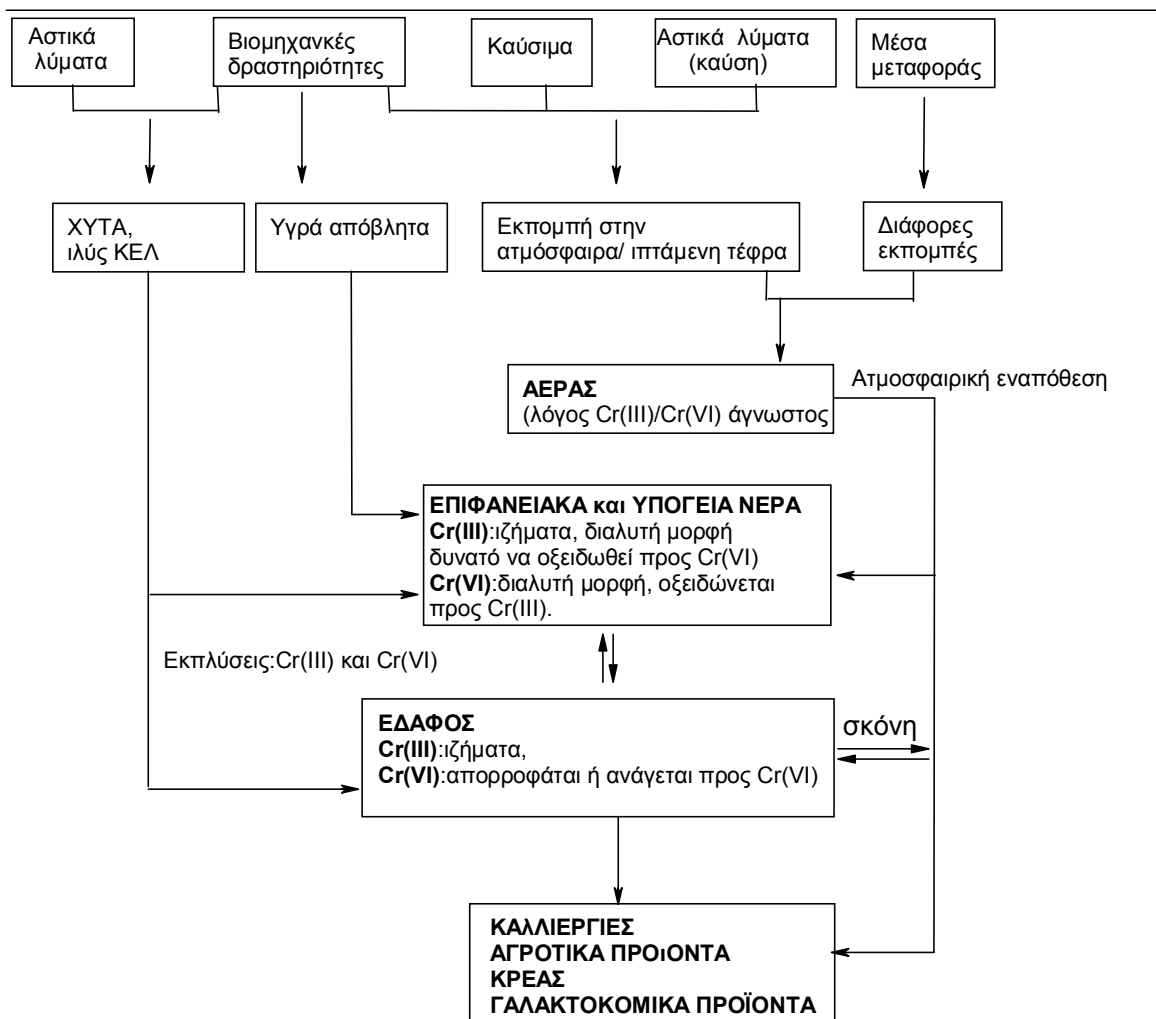 Αστικά
λύματα
Βιομηχανκές
δραστηριότητες
Καύσιμα
Αστικά λύματα
(καύση)
Μέσα
μεταφοράς
ΧΥΤΑ,
ιλύς ΚΕΛ
Υγρά απόβλητα
Εκπομπή στην
ατμόσφαιρα/ ιπτάμενη τέφρα
Διάφορες
εκπομπές
ΑΕΡΑΣ
(λόγος Cr(III)/Cr(VI) άγνωστος
Ατμοσφαιρική εναπόθεση
ΕΠΙΦΑΝΕΙΑΚΑ και ΥΠΟΓΕΙΑ ΝΕΡΑ
Cr(III):ιζήματα, διαλυτή μορφή
δυνατό να οξειδωθεί προς Cr(VI)
Cr(VI):διαλυτή μορφή, οξειδώνεται
προς Cr(III).
Εκπλύσεις:Cr(III) και Cr(VI)
ΕΔΑΦΟΣ
Cr(III):ιζήματα,
Cr(VI):απορροφάται ή ανάγεται προς Cr(VI)
σκόνη
ΚΑΛΛΙΕΡΓΙΕΣ
ΑΓΡΟΤΙΚΑ ΠΡΟιΟΝΤΑ
ΚΡΕΑΣ
ΓΑΛΑΚΤΟΚΟΜΙΚΑ ΠΡΟΪΟΝΤΑ